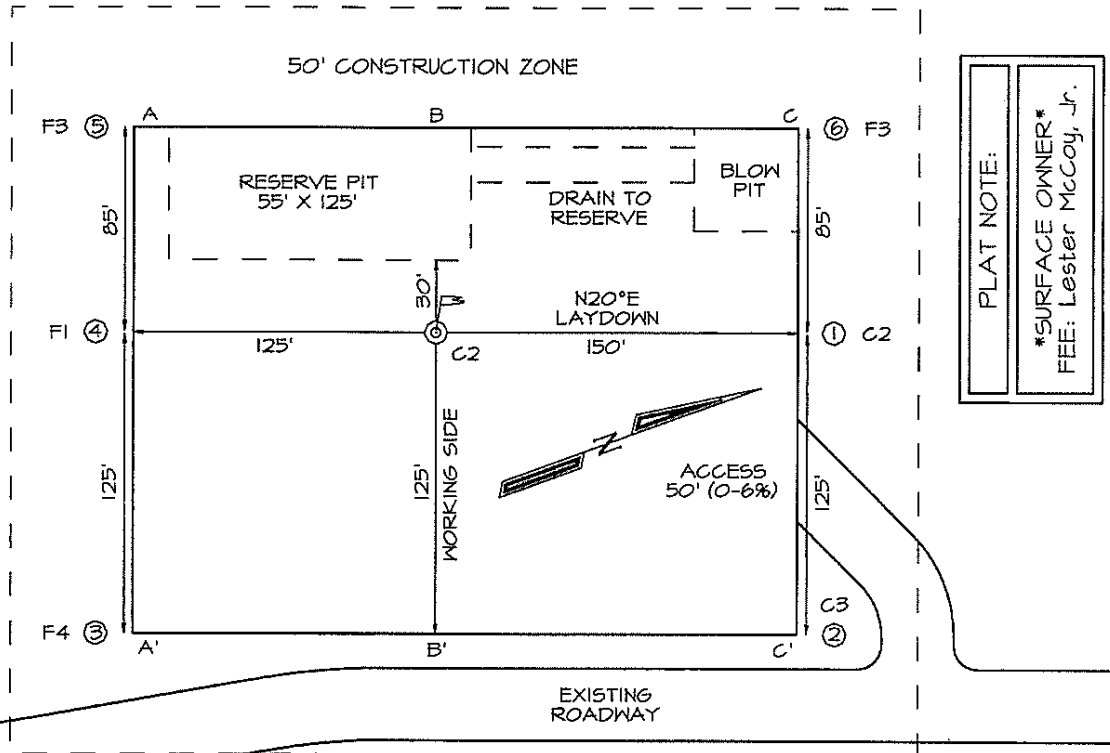 50' CONSTRUCTION ZONE
A
B
C
F3 ⑤
⑥ F3
RESERVE PIT
55' X 125'
DRAIN TO
RESERVE
BLOW
PIT
85'
85'
30'
N20°E
LAYDOWN
F1 ④
① C2
125'
150'
C2
WORKING SIDE
125'
125'
125'
N
ACCESS
50' (0-6%)
C3
②
F4 ③
A'
B'
C'
EXISTING
ROADWAY
PLAT NOTE:
*SURFACE OWNER*
FEE: Lester McCoy, Jr.